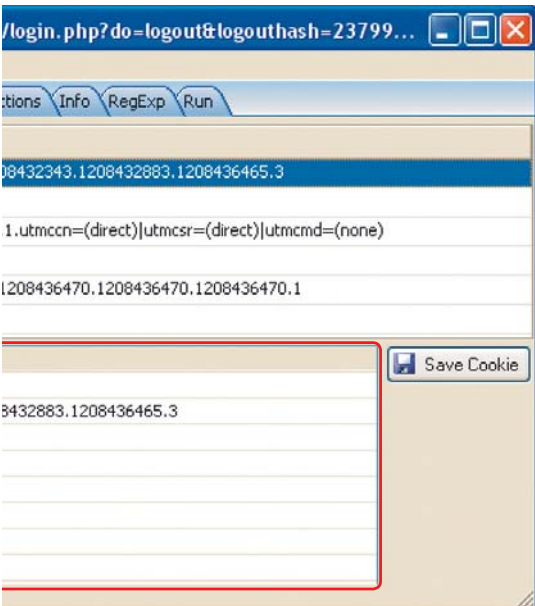 /login.php?do=logout&logouthash=23799...
ctions Info RegExp Run
08432343.1208432883.1208436465.3
1.utmccn=(direct)|utmcsr=(direct)|utmcmd=(none)
1208436470.1208436470.1208436470.1
Save Cookie
8432883.1208436465.3